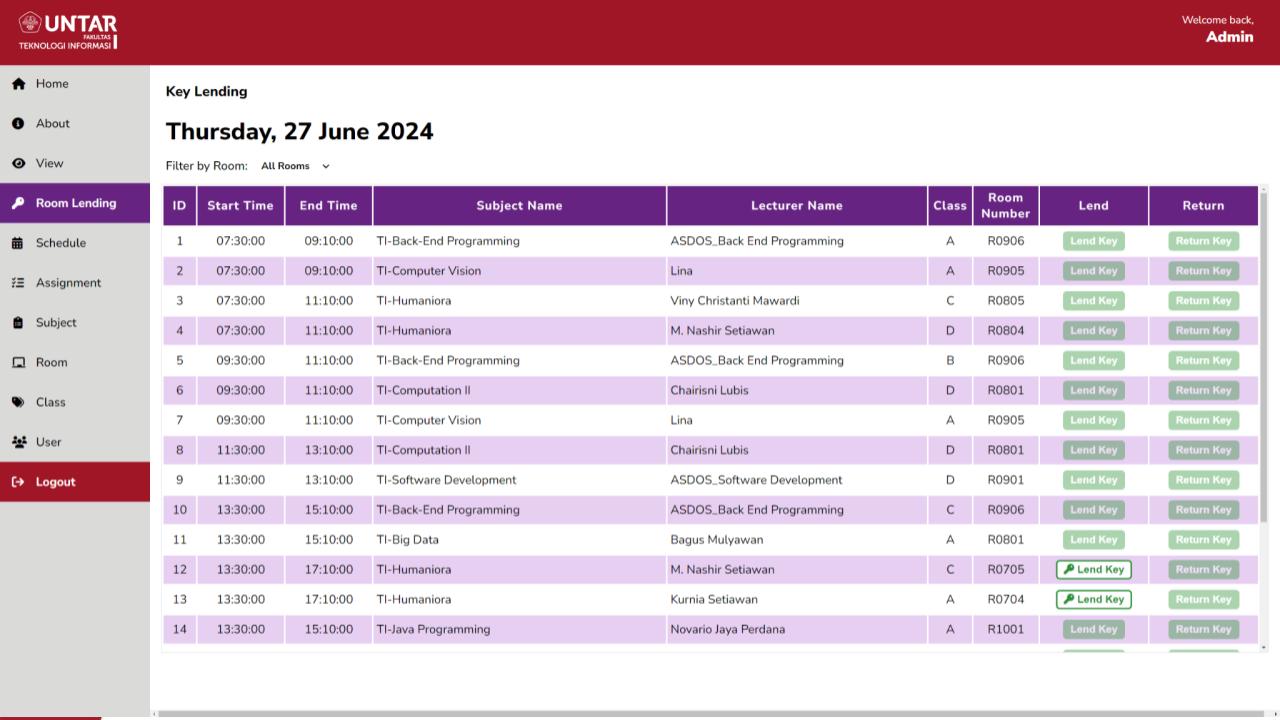 UNTAR
FAKULTAS
TEKNOLOGI INFORMASI
Welcome back,
Admin
Home
About
View
Room Lending
Schedule
Assignment
Subject
Room
Class
User
Logout
Key Lending
Thursday, 27 June 2024
Filter by Room: All Rooms
ID Start Time End Time Subject Name Lecturer Name Class Room Number Lend Return
1 07:30:00 09:10:00 TI-Back-End Programming ASDOS_Back End Programming A R0906 Lend Key Return Key
2 07:30:00 09:10:00 TI-Computer Vision Lina A R0905 Lend Key Return Key
3 07:30:00 11:10:00 TI-Humaniora Viny Christanti Mawardi C R0805 Lend Key Return Key
4 07:30:00 11:10:00 TI-Humaniora M. Nashir Setiawan D R0804 Lend Key Return Key
5 09:30:00 11:10:00 TI-Back-End Programming ASDOS_Back End Programming B R0906 Lend Key Return Key
6 09:30:00 11:10:00 TI-Computation II Chairisni Lubis D R0801 Lend Key Return Key
7 09:30:00 11:10:00 TI-Computer Vision Lina A R0905 Lend Key Return Key
8 11:30:00 13:10:00 TI-Computation II Chairisni Lubis D R0801 Lend Key Return Key
9 11:30:00 13:10:00 TI-Software Development ASDOS_Software Development D R0901 Lend Key Return Key
10 13:30:00 15:10:00 TI-Back-End Programming ASDOS_Back End Programming C R0906 Lend Key Return Key
11 13:30:00 15:10:00 TI-Big Data Bagus Mulyawan A R0801 Lend Key Return Key
12 13:30:00 17:10:00 TI-Humaniora M. Nashir Setiawan C R0705 Lend Key Return Key
13 13:30:00 17:10:00 TI-Humaniora Kurnia Setiawan A R0704 Lend Key Return Key
14 13:30:00 15:10:00 TI-Java Programming Novario Jaya Perdana A R1001 Lend Key Return Key